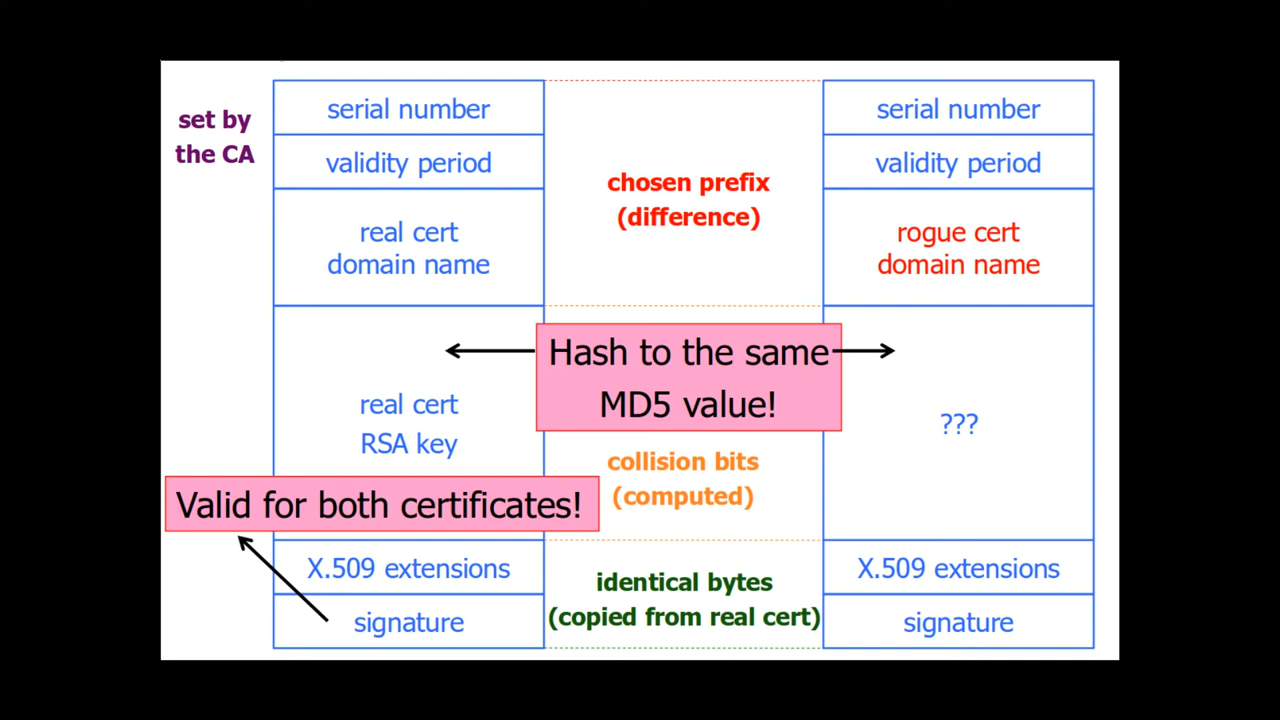 set by
the CA
serial number
validity period
real cert
domain name
real cert
RSA key
X.509 extensions
signature
chosen prefix
(difference)
Hash to the same
MD5 value!
collision bits
(computed)
Valid for both certificates!
identical bytes
(copied from real cert)
serial number
validity period
rogue cert
domain name
???
X.509 extensions
signature